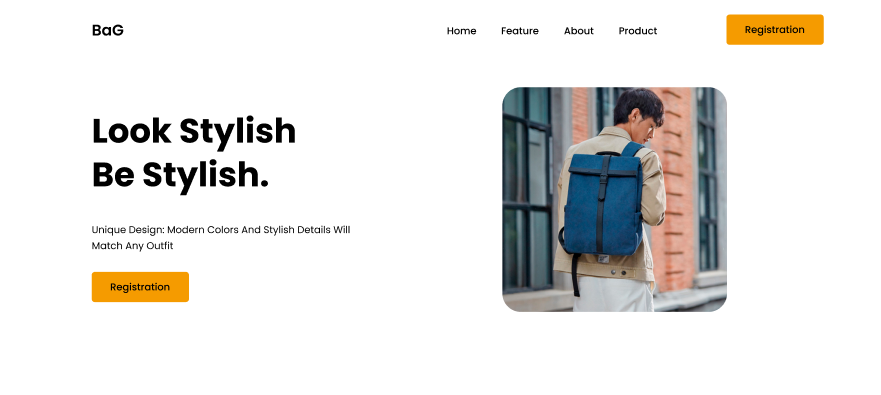 BaG
Home Feature About Product
Registration
Look Stylish
Be Stylish.
Unique Design: Modern Colors And Stylish Details Will
Match Any Outfit
Registration